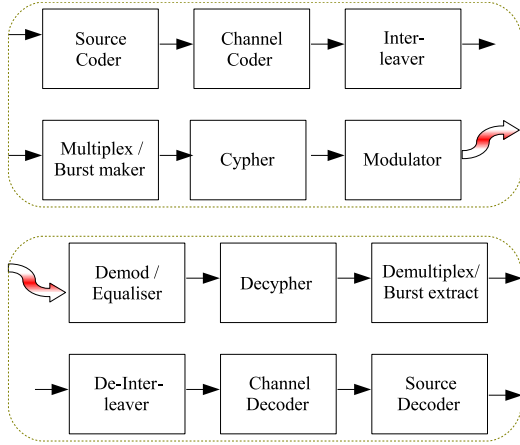 Source
Coder
Channel
Coder
Inter-
leaver
Multiplex /
Burst maker
Cypher
Modulator
Demod /
Equaliser
Decypher
Demultiplex/
Burst extract
De-Inter-
leaver
Channel
Decoder
Source
Decoder